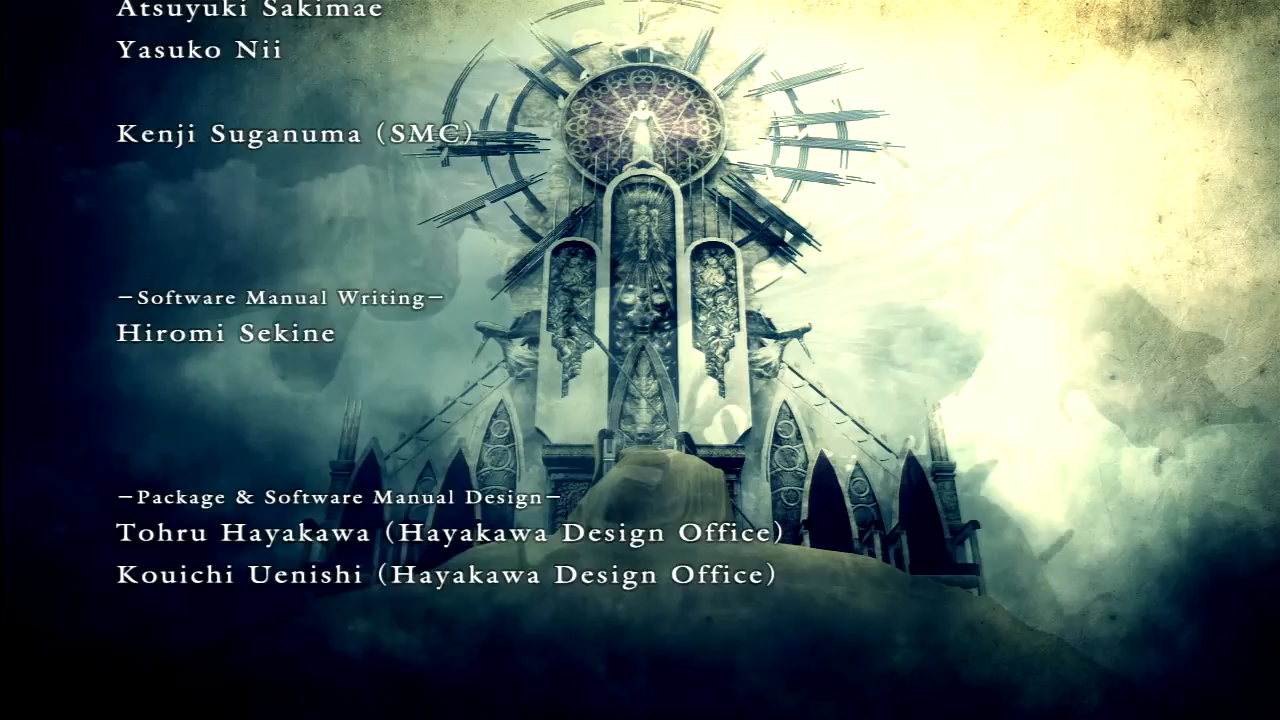 Atsuyuki Sakimae
Yasuko Nii
Kenji Suganuma (SMC)
－Software Manual Writing－
Hiromi Sekine
－Package & Software Manual Design－
Tohru Hayakawa (Hayakawa Design Office)
Kouichi Uenishi (Hayakawa Design Office)